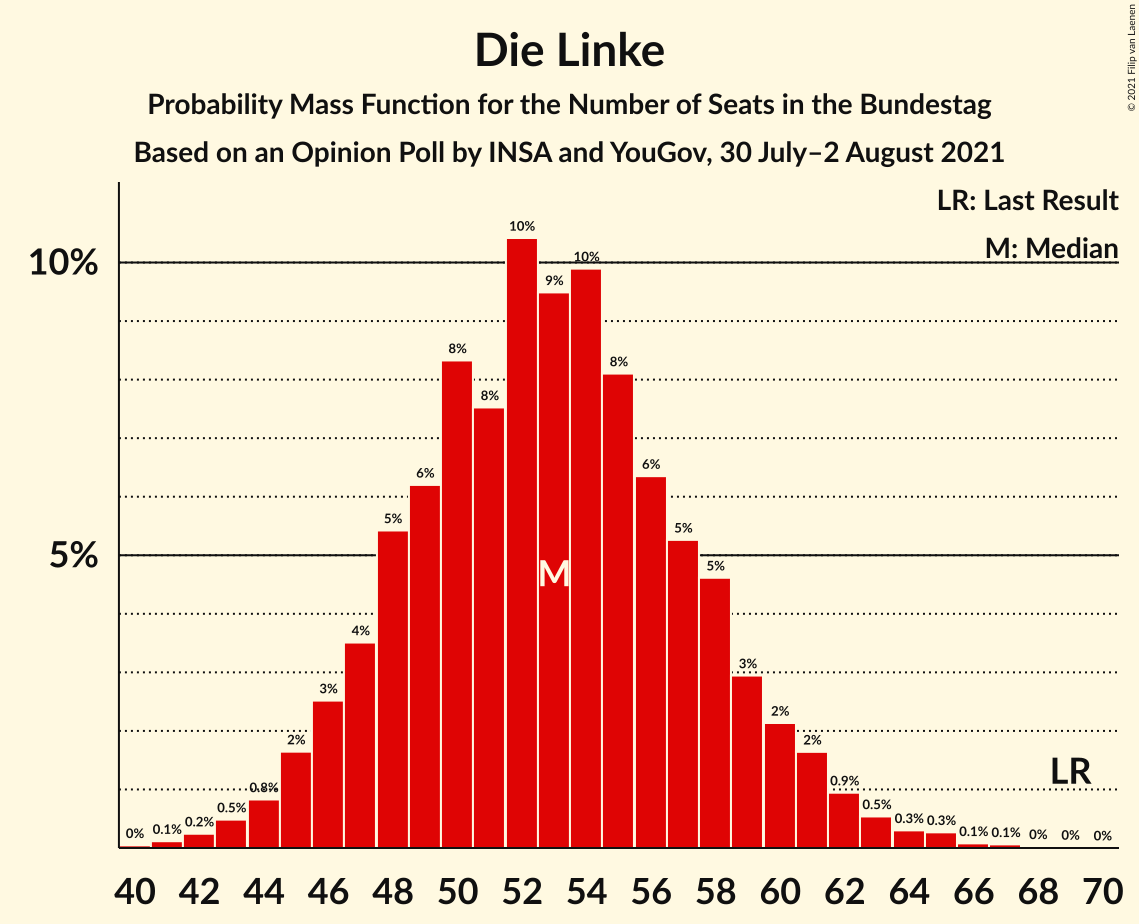 © 2021 Filip van Laenen
Die Linke
Probability Mass Function for the Number of Seats in the Bundestag
Based on an Opinion Poll by INSA and YouGov, 30 July–2 August 2021
LR: Last Result
M: Median
10%
5%
0% 0.1% 0.2% 0.5% 0.8% 2% 3% 4% 5% 6% 8% 8% 10% 9% 10% 8% 6% 5% 5% 3% 2% 2% 0.9% 0.5% 0.3% 0.3% 0.1% 0.1% 0% 0% 0%
M
LR
40 42 44 46 48 50 52 54 56 58 60 62 64 66 68 70